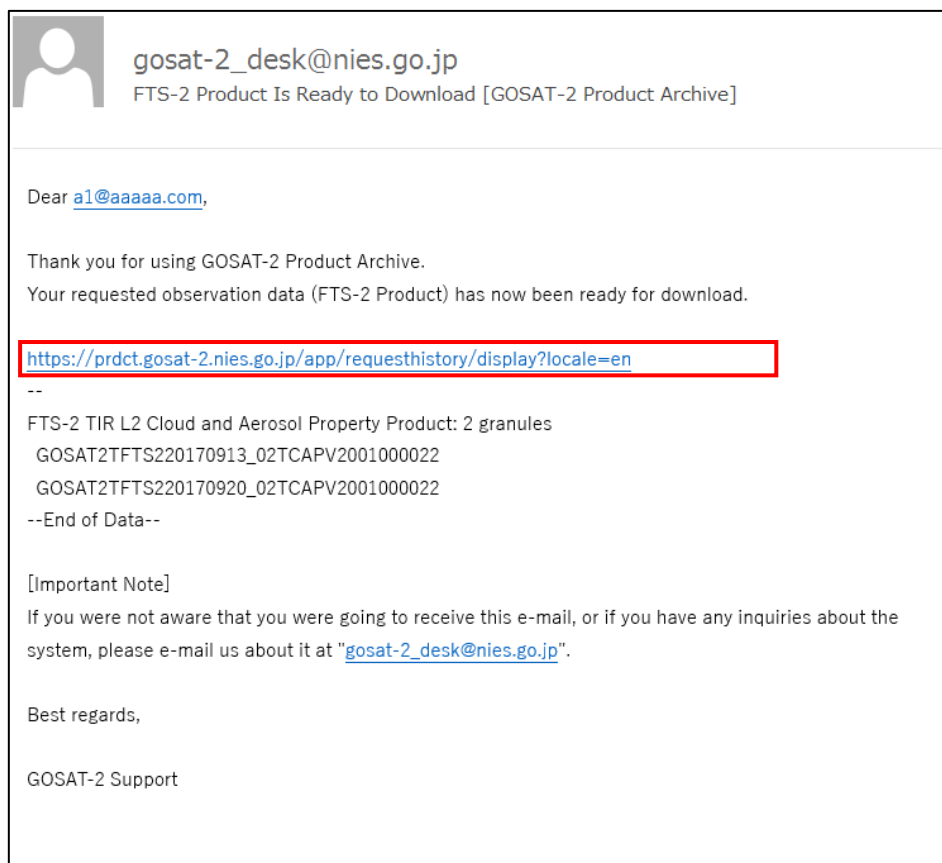 gosat-2_desk@nies.go.jp
FTS-2 Product Is Ready to Download [GOSAT-2 Product Archive]
Dear a1@aaaaa.com,
Thank you for using GOSAT-2 Product Archive.
Your requested observation data (FTS-2 Product) has now been ready for download.
https://prdct.gosat-2.nies.go.jp/app/requesthistory/display?locale=en
--
FTS-2 TIR L2 Cloud and Aerosol Property Product: 2 granules
GOSAT2TFTS220170913_02TCAPV2001000022
GOSAT2TFTS220170920_02TCAPV2001000022
--End of Data--
[Important Note]
If you were not aware that you were going to receive this e-mail, or if you have any inquiries about the
system, please e-mail us about it at "gosat-2_desk@nies.go.jp".
Best regards,
GOSAT-2 Support